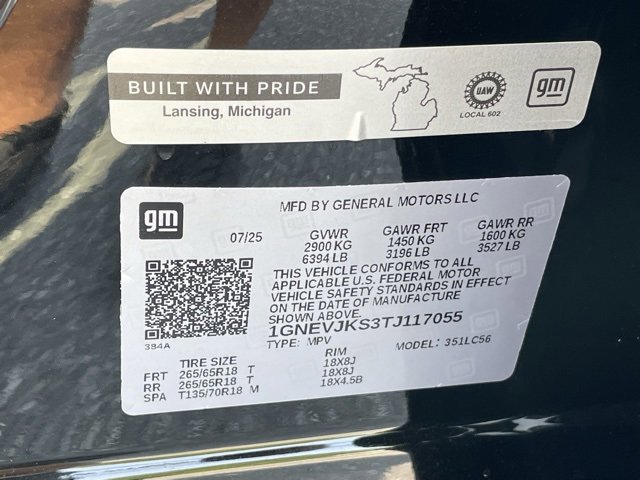 BUILT WITH PRIDE
Lansing, Michigan
UAW
LOCAL 602
gm
gm
MFD BY GENERAL MOTORS LLC
07/25
GVWR GAWR FRT GAWR RR
2900 KG 1450 KG 1600 KG
6394 LB 3196 LB 3527 LB
THIS VEHICLE CONFORMS TO ALL
APPLICABLE U.S. FEDERAL MOTOR
VEHICLE SAFETY STANDARDS IN EFFECT
ON THE DATE OF MANUFACTURE
SHOWN ABOVE.
1GNEVJKS3TJ117055
384A
TYPE: MPV MODEL: 351LC56
TIRE SIZE RIM
FRT 265/65R18 T 18X8J
RR 265/65R18 T 18X8J
SPA T135/70R18 M 18X4.5B